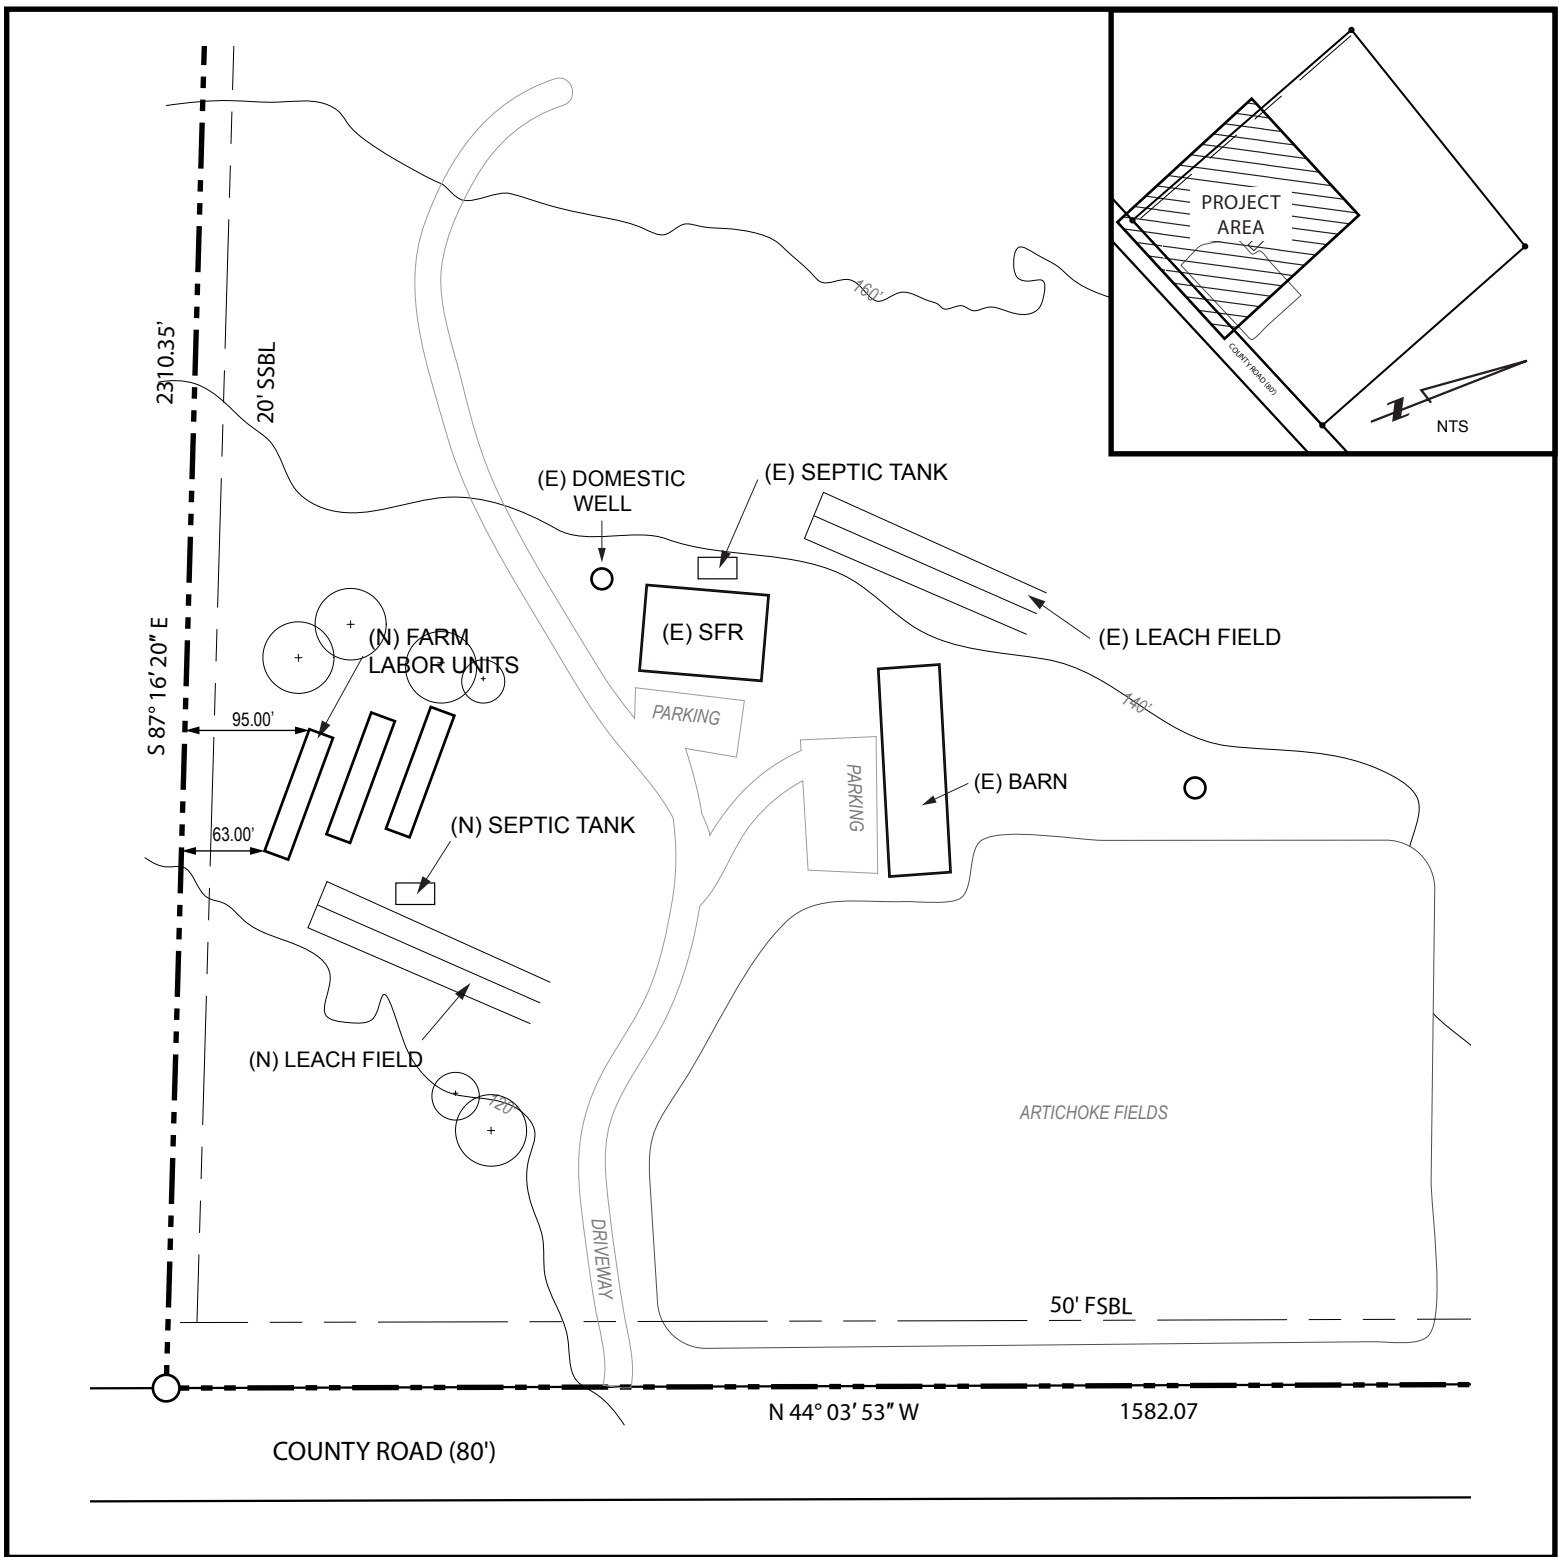 PROJECT
AREA
COUNTY ROAD (80')
N
NTS
160'
2310.35'
20' SSBL
(E) DOMESTIC
WELL
(E) SEPTIC TANK
(E) SFR
(E) LEACH FIELD
(N) FARM
LABOR UNITS
S 87° 16' 20" E
95.00'
PARKING
140'
PARKING
(E) BARN
63.00'
(N) SEPTIC TANK
(N) LEACH FIELD
120'
ARTICHOKE FIELDS
DRIVEWAY
50' FSBL
N 44° 03' 53" W
1582.07
COUNTY ROAD (80')